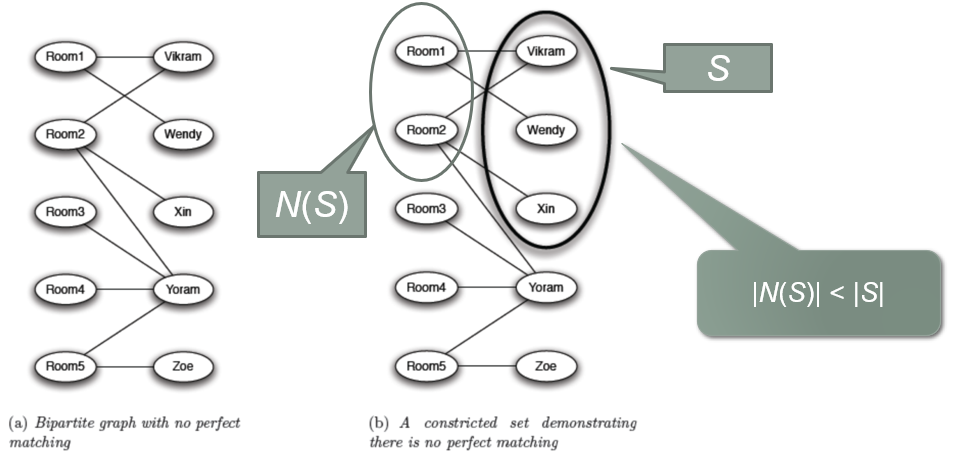 Room1
Vikram
Room2
Wendy
Room3
Xin
Room4
Yoram
Room5
Zoe
(a) Bipartite graph with no perfect
matching
Room1
Vikram
Room2
Wendy
Room3
Xin
Room4
Yoram
Room5
Zoe
N(S)
S
|N(S)| < |S|
(b) A constricted set demonstrating
there is no perfect matching